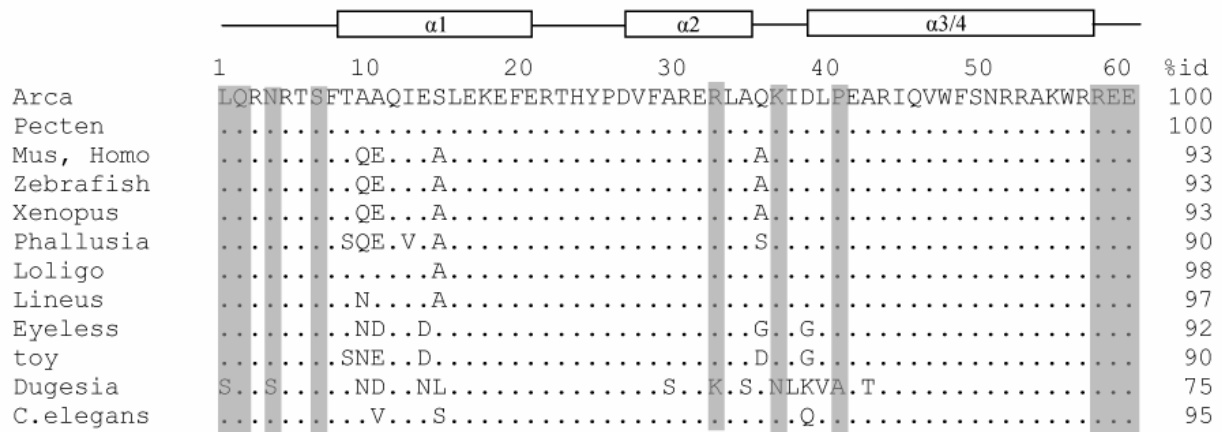 α1 α2 α3/4
1 10 20 30 40 50 60 %id
Arca LQRNRTSFTAAQIESLEKEFERTHYPDVFARERLAQKIDLPEARIQVWFSNRRAKWRREE 100
Pecten ............................................................ 100
Mus, Homo .........QE...A....................A........................ 93
Zebrafish .........QE...A....................A........................ 93
Xenopus .........QE...A....................A........................ 93
Phallusia ........SQE.V.A....................S........................ 90
Loligo ..............A............................................. 98
Lineus .........N....A............................................. 97
Eyeless .........ND..D.....................G..G..................... 92
toy ........SNE..D.....................D..G..................... 90
Dugesia S..S.....ND..NL..............S..K.S.NLKVA.T................. 75
C.elegans ..........V...S.......................Q..................... 95